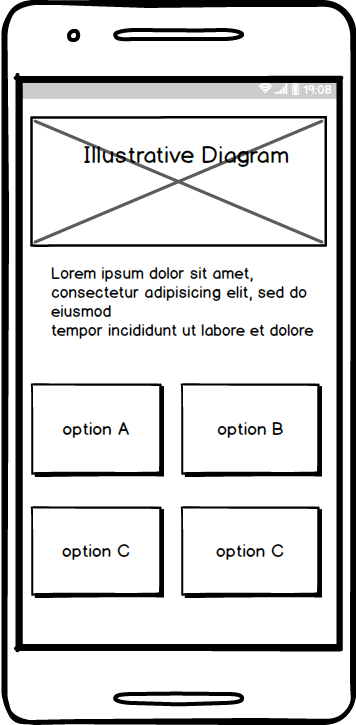 19:08
Illustrative Diagram
Lorem ipsum dolor sit amet,
consectetur adipisicing elit, sed do
eiusmod
tempor incididunt ut labore et dolore
option A
option B
option C
option C